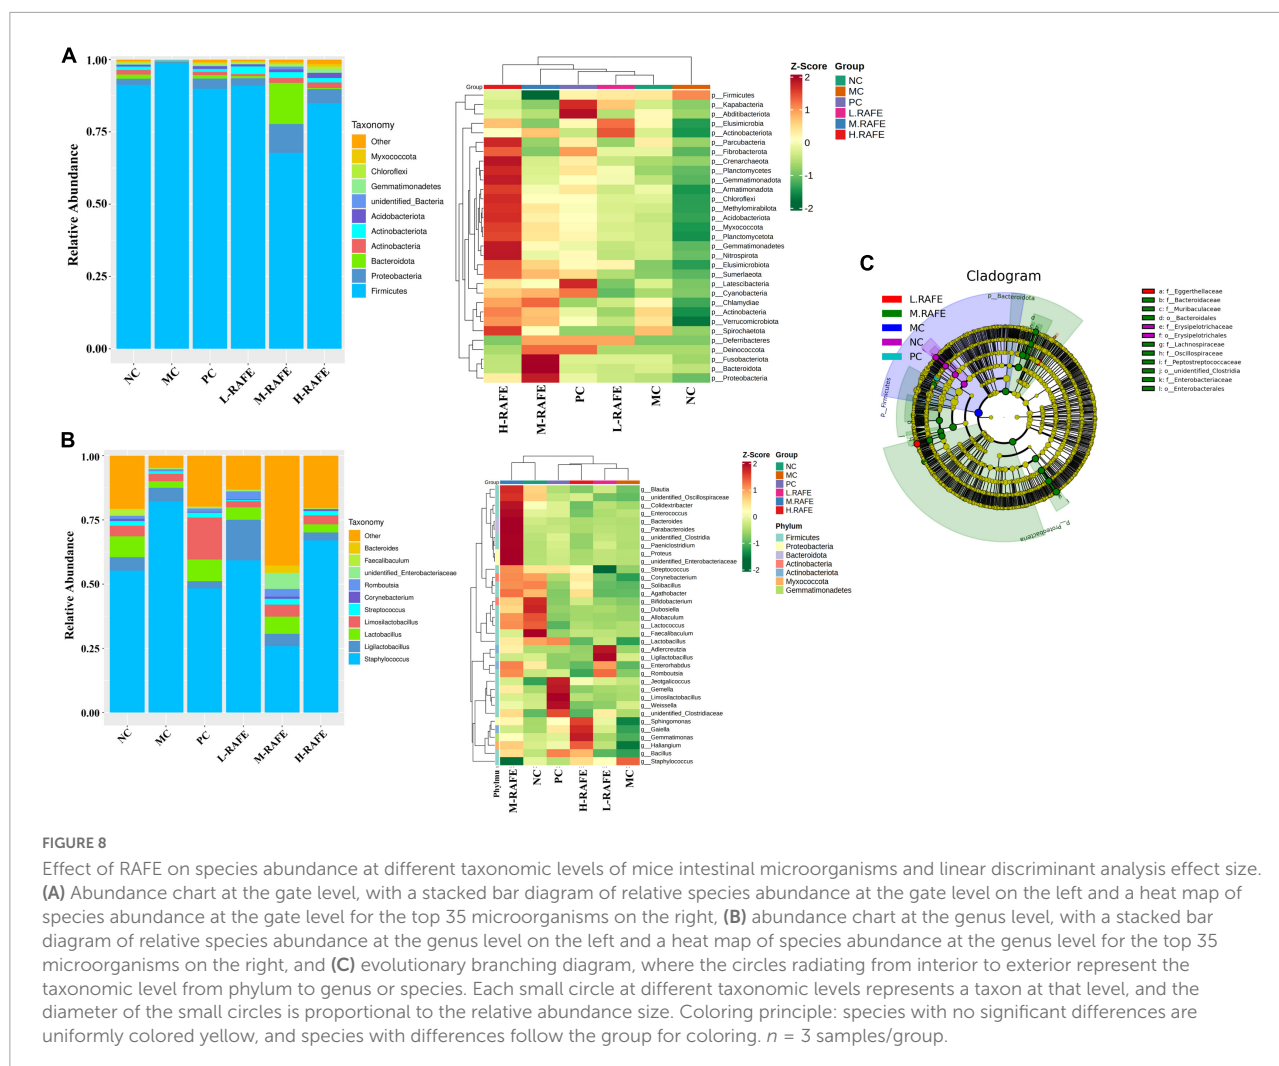 A
1.00
0.75
0.50
0.25
0.00
Relative Abundance
NC
MC
PC
L-RAFE
M-RAFE
H-RAFE
Taxonomy
Other
Myxococcota
Chloroflexi
Gemmatimonadetes
unidentified_Bacteria
Acidobacteriota
Actinobacteriota
Actinobacteria
Bacteroidota
Proteobacteria
Firmicutes
Group
p__Firmicutes
p__Kapabacteria
p__Abditibacteriota
p__Elusimicrobia
p__Actinobacteriota
p__Parcubacteria
p__Fibrobacterota
p__Crenarchaeota
p__Planctomycetes
p__Gemmatimonadota
p__Armatimonadota
p__Chloroflexi
p__Methylomirabilota
p__Acidobacteriota
p__Myxococcota
p__Planctomycetota
p__Gemmatimonadetes
p__Nitrospirota
p__Elusimicrobiota
p__Sumerlaeota
p__Latescibacteria
p__Cyanobacteria
p__Chlamydiae
p__Actinobacteria
p__Verrucomicrobiota
p__Spirochaetota
p__Deferribacteres
p__Deinococcota
p__Fusobacteriota
p__Bacteroidota
p__Proteobacteria
H-RAFE
M-RAFE
PC
L-RAFE
MC
NC
Z-Score
2
1
0
-1
-2
Group
NC
MC
PC
L.RAFE
M.RAFE
H.RAFE
C
Cladogram
L.RAFE
M.RAFE
MC
NC
PC
p__Bacteroidota
p__Firmicutes
p__Proteobacteria
a: f__Eggerthellaceae
b: f__Bacteroidaceae
c: f__Muribaculaceae
d: o__Bacteroidales
e: f__Erysipelotrichaceae
f: o__Erysipelotrichales
g: f__Lachnospiraceae
h: f__Oscillospiraceae
i: f__Peptostreptococcaceae
j: o__unidentified_Clostridia
k: f__Enterobacteriaceae
l: o__Enterobacterales
B
1.00
0.75
0.50
0.25
0.00
Relative Abundance
NC
MC
PC
L-RAFE
M-RAFE
H-RAFE
Taxonomy
Other
Bacteroides
Faecalibaculum
unidentified_Enterobacteriaceae
Romboutsia
Corynebacterium
Streptococcus
Limosilactobacillus
Lactobacillus
Ligilactobacillus
Staphylococcus
Group
g__Blautia
g__unidentified_Oscillospiraceae
g__Colidextribacter
g__Enterococcus
g__Bacteroides
g__Parabacteroides
g__unidentified_Clostridia
g__Paeniclostridium
g__Proteus
g__unidentified_Enterobacteriaceae
g__Streptococcus
g__Corynebacterium
g__Solibacillus
g__Agathobacter
g__Bifidobacterium
g__Dubosiella
g__Allobaculum
g__Lactococcus
g__Faecalibaculum
g__Lactobacillus
g__Adlercreutzia
g__Ligilactobacillus
g__Enterorhabdus
g__Romboutsia
g__Jeotgalicoccus
g__Gemella
g__Limosilactobacillus
g__Weissella
g__unidentified_Clostridiaceae
g__Sphingomonas
g__Gaiella
g__Gemmatimonas
g__Haliangium
g__Bacillus
g__Staphylococcus
Phylmu
M-RAFE
NC
PC
H-RAFE
L-RAFE
MC
Z-Score
2
1
0
-1
-2
Group
NC
MC
PC
L.RAFE
M.RAFE
H.RAFE
Phylum
Firmicutes
Proteobacteria
Bacteroidota
Actinobacteria
Actinobacteriota
Myxococcota
Gemmatimonadetes
FIGURE 8
Effect of RAFE on species abundance at different taxonomic levels of mice intestinal microorganisms and linear discriminant analysis effect size.
(A) Abundance chart at the gate level, with a stacked bar diagram of relative species abundance at the gate level on the left and a heat map of
species abundance at the gate level for the top 35 microorganisms on the right, (B) abundance chart at the genus level, with a stacked bar
diagram of relative species abundance at the genus level on the left and a heat map of species abundance at the genus level for the top 35
microorganisms on the right, and (C) evolutionary branching diagram, where the circles radiating from interior to exterior represent the
taxonomic level from phylum to genus or species. Each small circle at different taxonomic levels represents a taxon at that level, and the
diameter of the small circles is proportional to the relative abundance size. Coloring principle: species with no significant differences are
uniformly colored yellow, and species with differences follow the group for coloring. n = 3 samples/group.